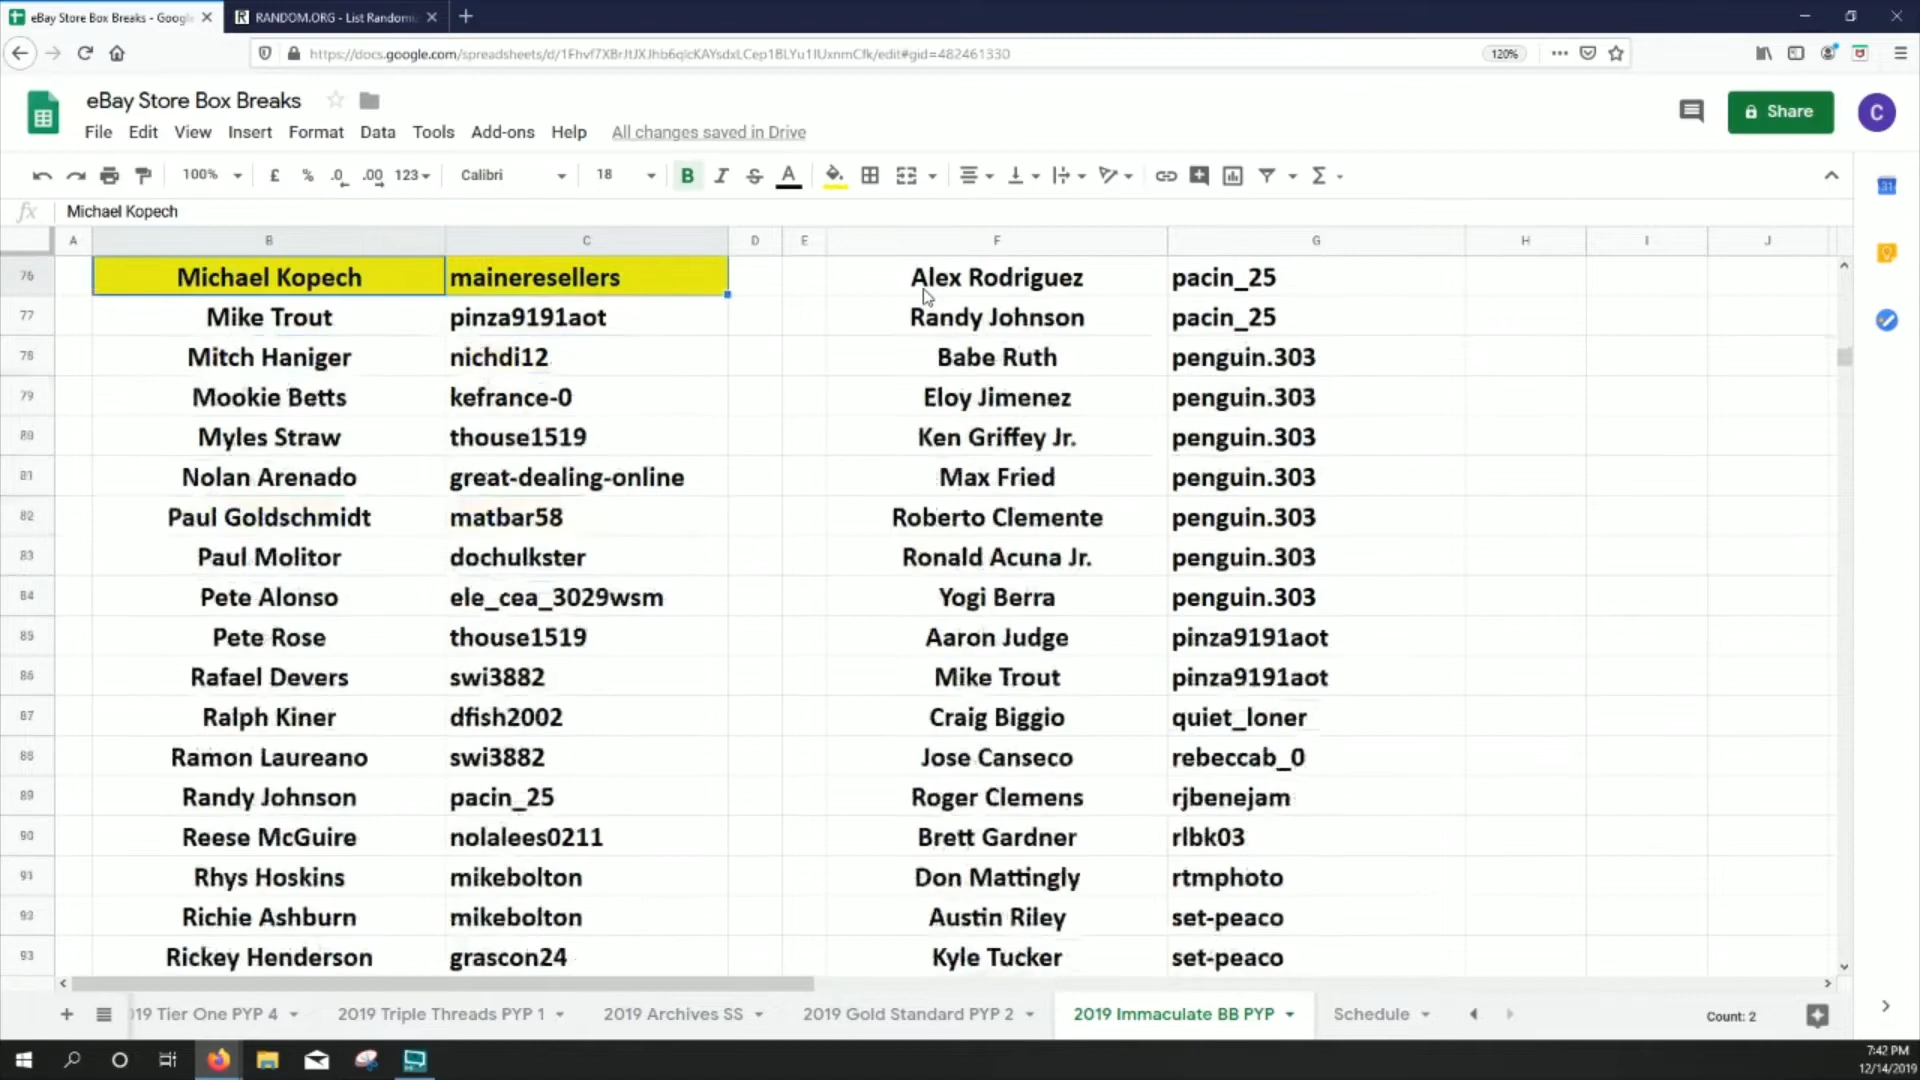 eBay Store Box Breaks - Google
RANDOM.ORG - List Randomi
docs.google.com/spreadsheets/d/
120%
eBay Store Box Breaks
File Edit View Insert Format Data Tools Add-ons Help All changes saved in Drive
Share
C
100% £ % .0 .00 123 Calibri 18 B I S A
fx Michael Kopech
A B C D E F G H I J
76 Michael Kopech maineresellers Alex Rodriguez pacin_25
77 Mike Trout pinza9191aot Randy Johnson pacin_25
78 Mitch Haniger nichdi12 Babe Ruth penguin.303
79 Mookie Betts kefrance-0 Eloy Jimenez penguin.303
80 Myles Straw thouse1519 Ken Griffey Jr. penguin.303
81 Nolan Arenado great-dealing-online Max Fried penguin.303
82 Paul Goldschmidt matbar58 Roberto Clemente penguin.303
83 Paul Molitor dochulkster Ronald Acuna Jr. penguin.303
84 Pete Alonso ele_cea_3029wsm Yogi Berra penguin.303
85 Pete Rose thouse1519 Aaron Judge pinza9191aot
86 Rafael Devers swi3882 Mike Trout pinza9191aot
87 Ralph Kiner dfish2002 Craig Biggio quiet_loner
88 Ramon Laureano swi3882 Jose Canseco rebeccab_0
89 Randy Johnson pacin_25 Roger Clemens rjbenejam
90 Reese McGuire nolalees0211 Brett Gardner rlbk03
91 Rhys Hoskins mikebolton Don Mattingly rtmphoto
92 Richie Ashburn mikebolton Austin Riley set-peaco
93 Rickey Henderson grascon24 Kyle Tucker set-peaco
19 Tier One PYP 4 2019 Triple Threads PYP 1 2019 Archives SS 2019 Gold Standard PYP 2 2019 Immaculate BB PYP Schedule Count: 2
7:42 PM
12/14/2019